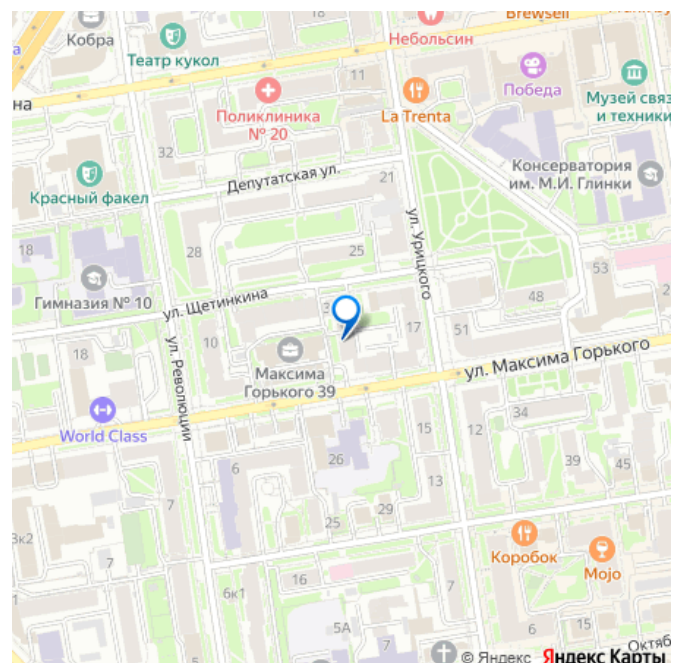 Кобра
Театр кукол
Небольсин
Brewsell
18
11
Поликлиника
№ 20
La Trenta
Победа
Музей связ
и техники
на
32
Депутатская ул.
21
Консерватория
им. М.И. Глинки
Красный факел
ул. Урицкого
18
28
25
53
Гимназия № 10
ул. Щетинкина
48
2
17
51
10
18
ул. Революции
Максима
Горького 39
ул. Максима Горького
World Class
34
15
12
6
26
39
45
7
13
3к2
25
29
7
Коробок
Mojo
16
6к1
7
5А
6
15
Октяб
© Яндекс Яндекс Карты